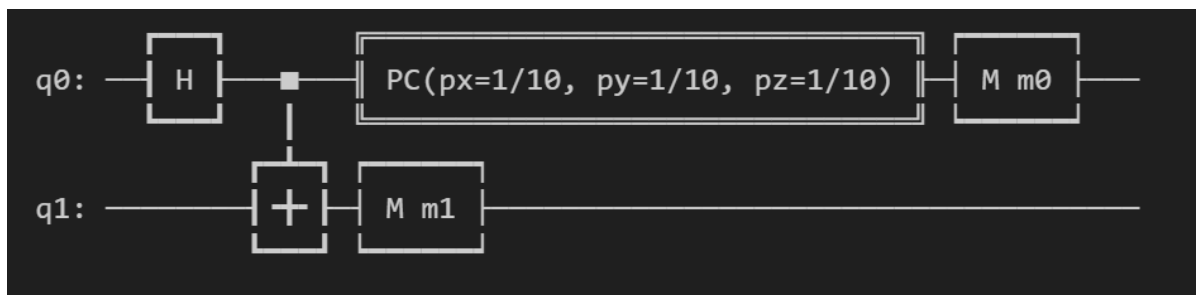 q0: H PC(px=1/10, py=1/10, pz=1/10) M m0
q1: + M m1